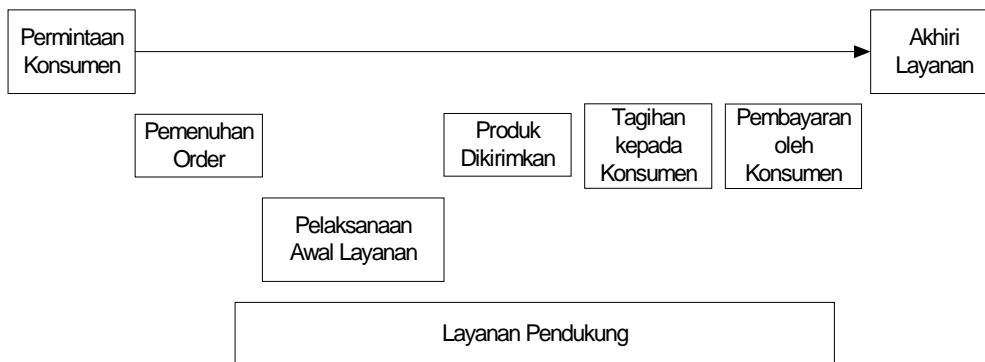 Permintaan
Konsumen
Akhiri
Layanan
Pemenuhan
Order
Produk
Dikirimkan
Tagihan
kepada
Konsumen
Pembayaran
oleh
Konsumen
Pelaksanaan
Awal Layanan
Layanan Pendukung